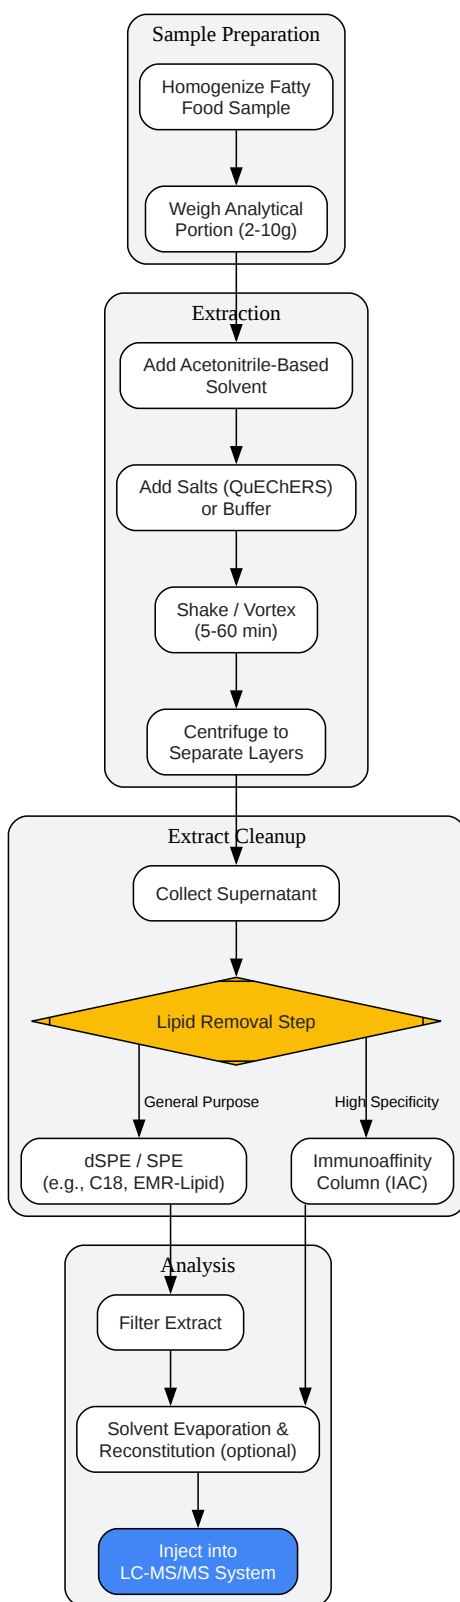 Sample Preparation
Homogenize Fatty
Food Sample
Weigh Analytical
Portion (2-10g)
Extraction
Add Acetonitrile-Based
Solvent
Add Salts (QuEChERS)
or Buffer
Shake / Vortex
(5-60 min)
Centrifuge to
Separate Layers
Extract Cleanup
Collect Supernatant
Lipid Removal Step
General Purpose
High Specificity
dSPE / SPE
(e.g., C18, EMR-Lipid)
Immunoaffinity
Column (IAC)
Analysis
Filter Extract
Solvent Evaporation &
Reconstitution (optional)
Inject into
LC-MS/MS System